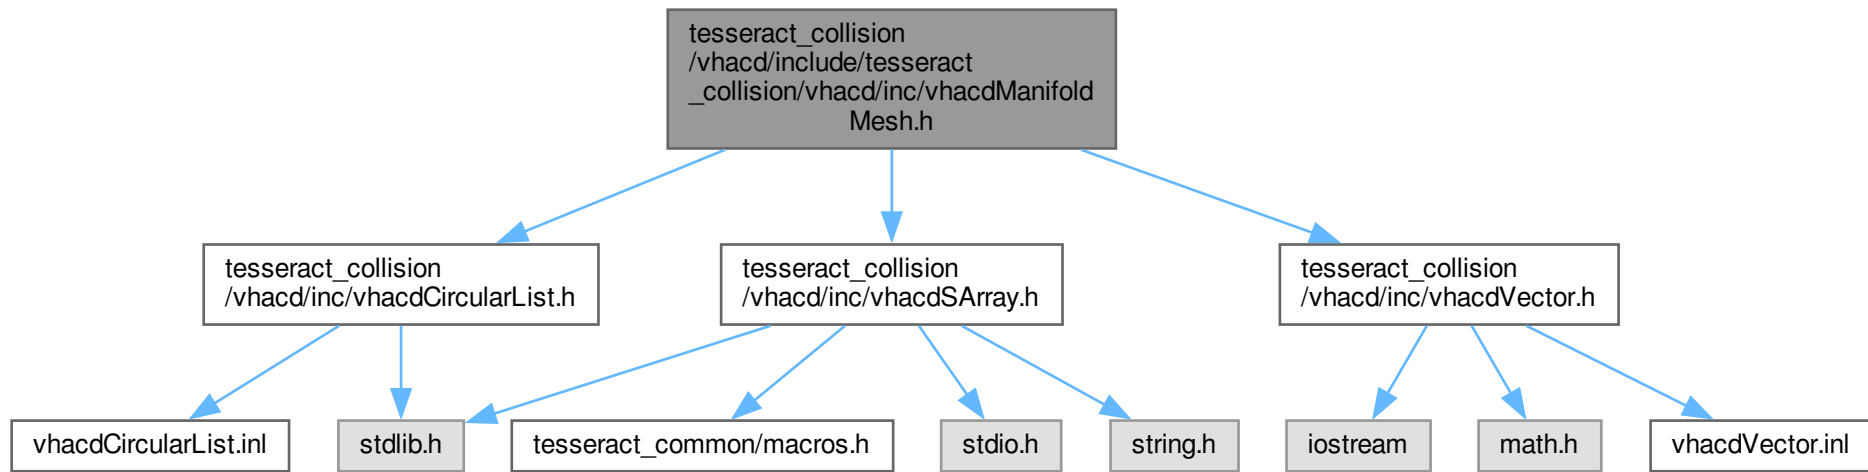 tesseract_collision
/vhacd/include/tesseract
_collision/vhacd/inc/vhacdManifold
Mesh.h
tesseract_collision
/vhacd/inc/vhacdCircularList.h
tesseract_collision
/vhacd/inc/vhacdSArray.h
tesseract_collision
/vhacd/inc/vhacdVector.h
vhacdCircularList.inl
stdlib.h
tesseract_common/macros.h
stdio.h
string.h
iostream
math.h
vhacdVector.inl